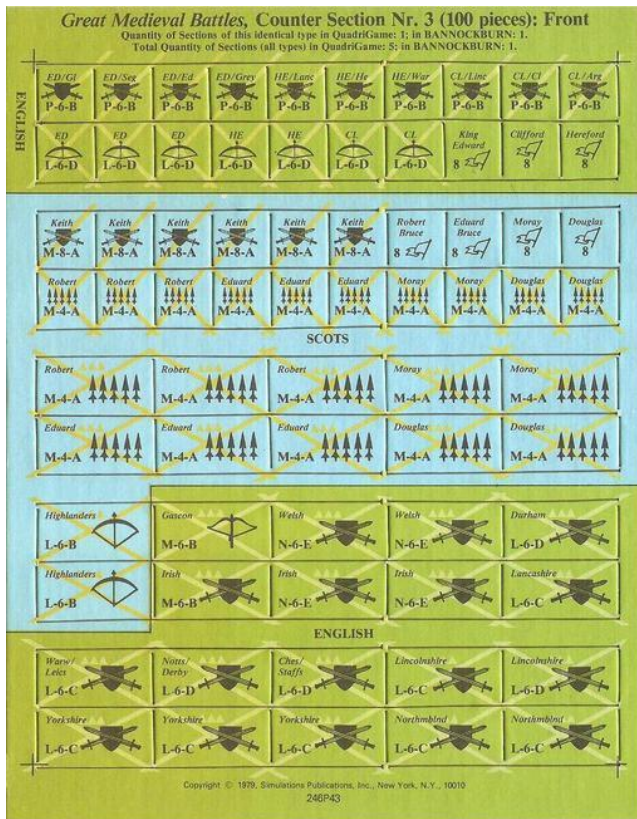 Great Medieval Battles, Counter Section Nr. 3 (100 pieces): Front
Quantity of Sections of this identical type in QuadriGame: 1; in BANNOCKBURN: 1.
Total Quantity of Sections (all types) in QuadriGame: 5; in BANNOCKBURN: 1.
ENGLISH
ED/Gl ED/Seg ED/Ed ED/Grey HE/Lanc HE/He HE/War CL/Linc CL/Cl CL/Arg
P-6-B P-6-B P-6-B P-6-B P-6-B P-6-B P-6-B P-6-B P-6-B P-6-B
ED ED ED HE HE CL CL King Edward Clifford Hereford
L-6-D L-6-D L-6-D L-6-D L-6-D L-6-D L-6-D 8 8 8
Keith Keith Keith Keith Keith Keith Robert Bruce Eduard Bruce Moray Douglas
M-8-A M-8-A M-8-A M-8-A M-8-A M-8-A 8 8 8 8
Robert Robert Robert Eduard Eduard Eduard Moray Moray Douglas Douglas
M-4-A M-4-A M-4-A M-4-A M-4-A M-4-A M-4-A M-4-A M-4-A M-4-A
SCOTS
Robert Robert Robert Moray Moray
M-4-A M-4-A M-4-A M-4-A M-4-A
Eduard Eduard Eduard Douglas Douglas
M-4-A M-4-A M-4-A M-4-A M-4-A
Highlanders Gascon Welsh Welsh Durham
L-6-B M-6-B N-6-E N-6-E L-6-D
Highlanders Irish Irish Irish Lancashire
L-6-B M-6-B N-6-E N-6-E L-6-C
ENGLISH
Warw/Leics Notts/Derby Ches/Staffs Lincolnshire Lincolnshire
L-6-C L-6-D L-6-D L-6-C L-6-D
Yorkshire Yorkshire Yorkshire Northmblnd Northmblnd
L-6-C L-6-C L-6-C L-6-C L-6-C
Copyright © 1979, Simulations Publications, Inc., New York, N.Y., 10010
246P43